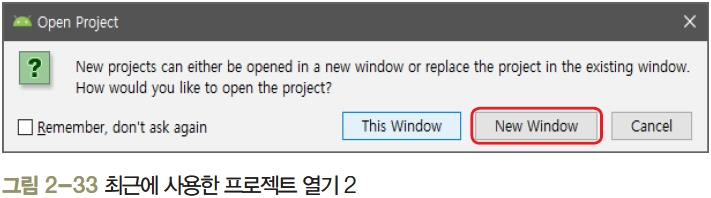 Open Project
New projects can either be opened in a new window or replace the project in the existing window.
How would you like to open the project?
Remember, don't ask again
This Window
New Window
Cancel
그림 2-33 최근에 사용한 프로젝트 열기 2